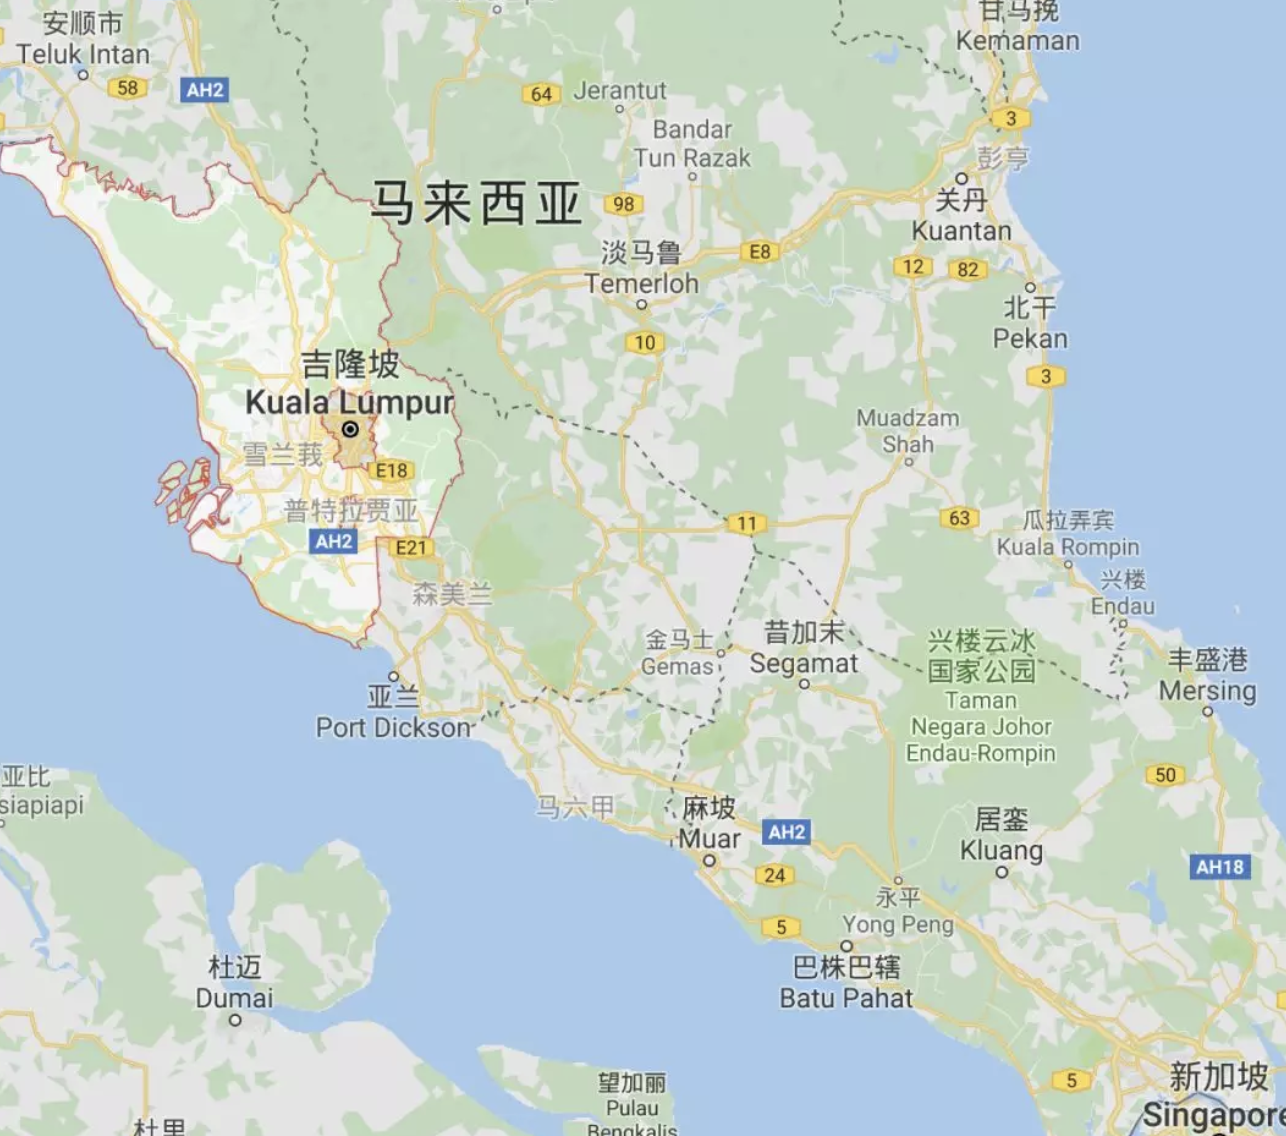 安顺市
Teluk Intan
58
AH2
64
Jerantut
甘马挽
Kemaman
3
Bandar
Tun Razak
彭亨
马来西亚
98
关丹
Kuantan
淡马鲁
Temerloh
E8
12
82
北干
Pekan
10
3
吉隆坡
Kuala Lumpur
Muadzam
Shah
雪兰莪
E18
普特拉贾亚
11
63
瓜拉弄宾
Kuala Rompin
AH2
E21
兴楼
Endau
森美兰
金马士
Gemas
昔加末
Segamat
兴楼云冰
国家公园
Taman
Negara Johor
Endau-Rompin
丰盛港
Mersing
亚兰
Port Dickson
50
亚比
siapiapi
马六甲
麻坡
Muar
AH2
居銮
Kluang
24
AH18
永平
Yong Peng
5
巴株巴辖
Batu Pahat
杜迈
Dumai
望加丽
Pulau
Bengkalis
5
新加坡
Singapore
杜里